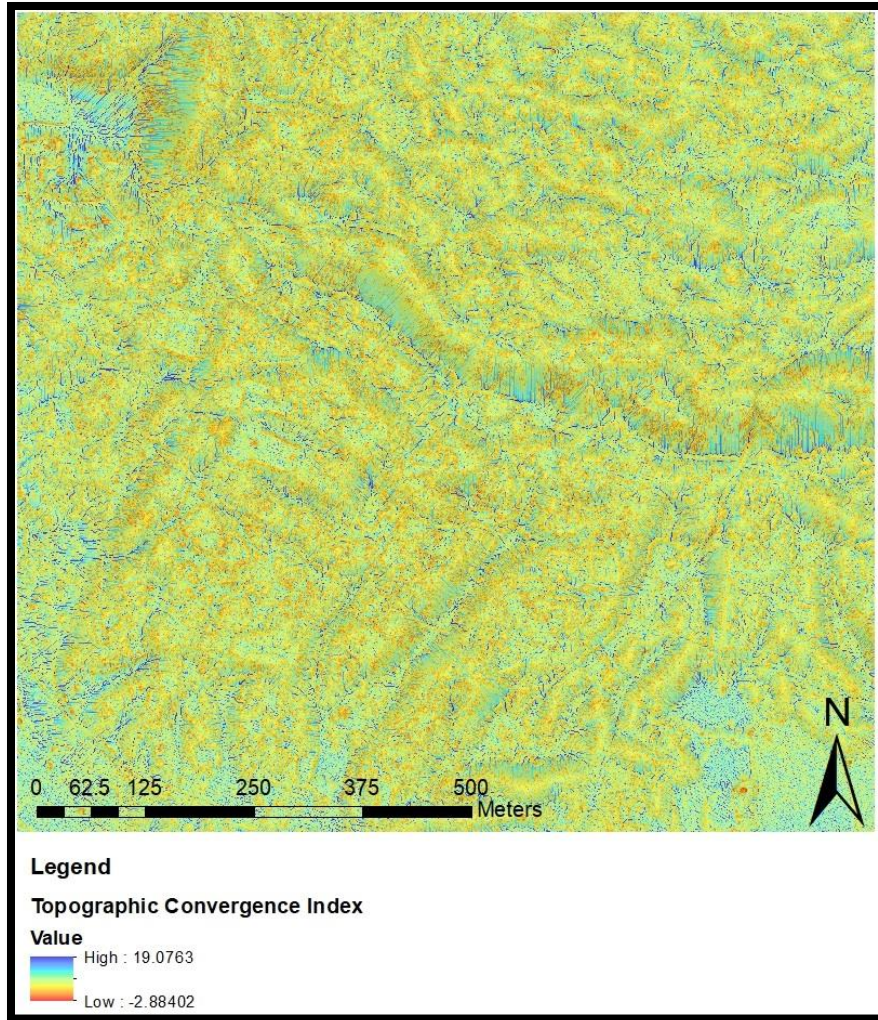 N
0 62.5 125 250 375 500
Meters
Legend
Topographic Convergence Index
Value
High : 19.0763
Low : -2.88402